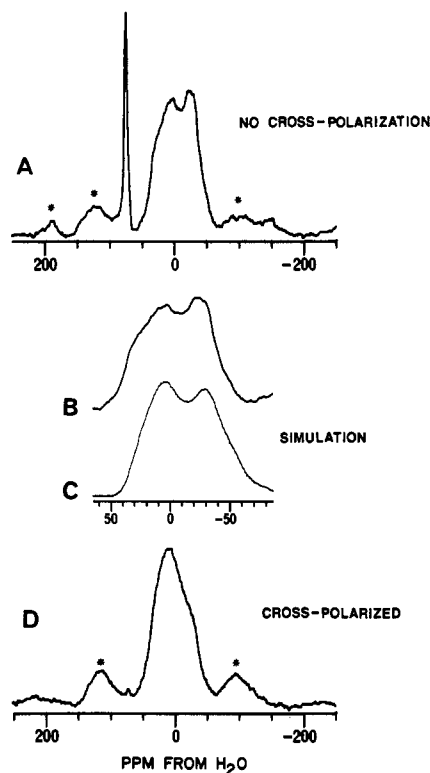 NO CROSS-POLARIZATION
A
* * *
200 0 -200
B
SIMULATION
C
50 0 -50
D
CROSS-POLARIZED
* *
200 0 -200
PPM FROM H₂O